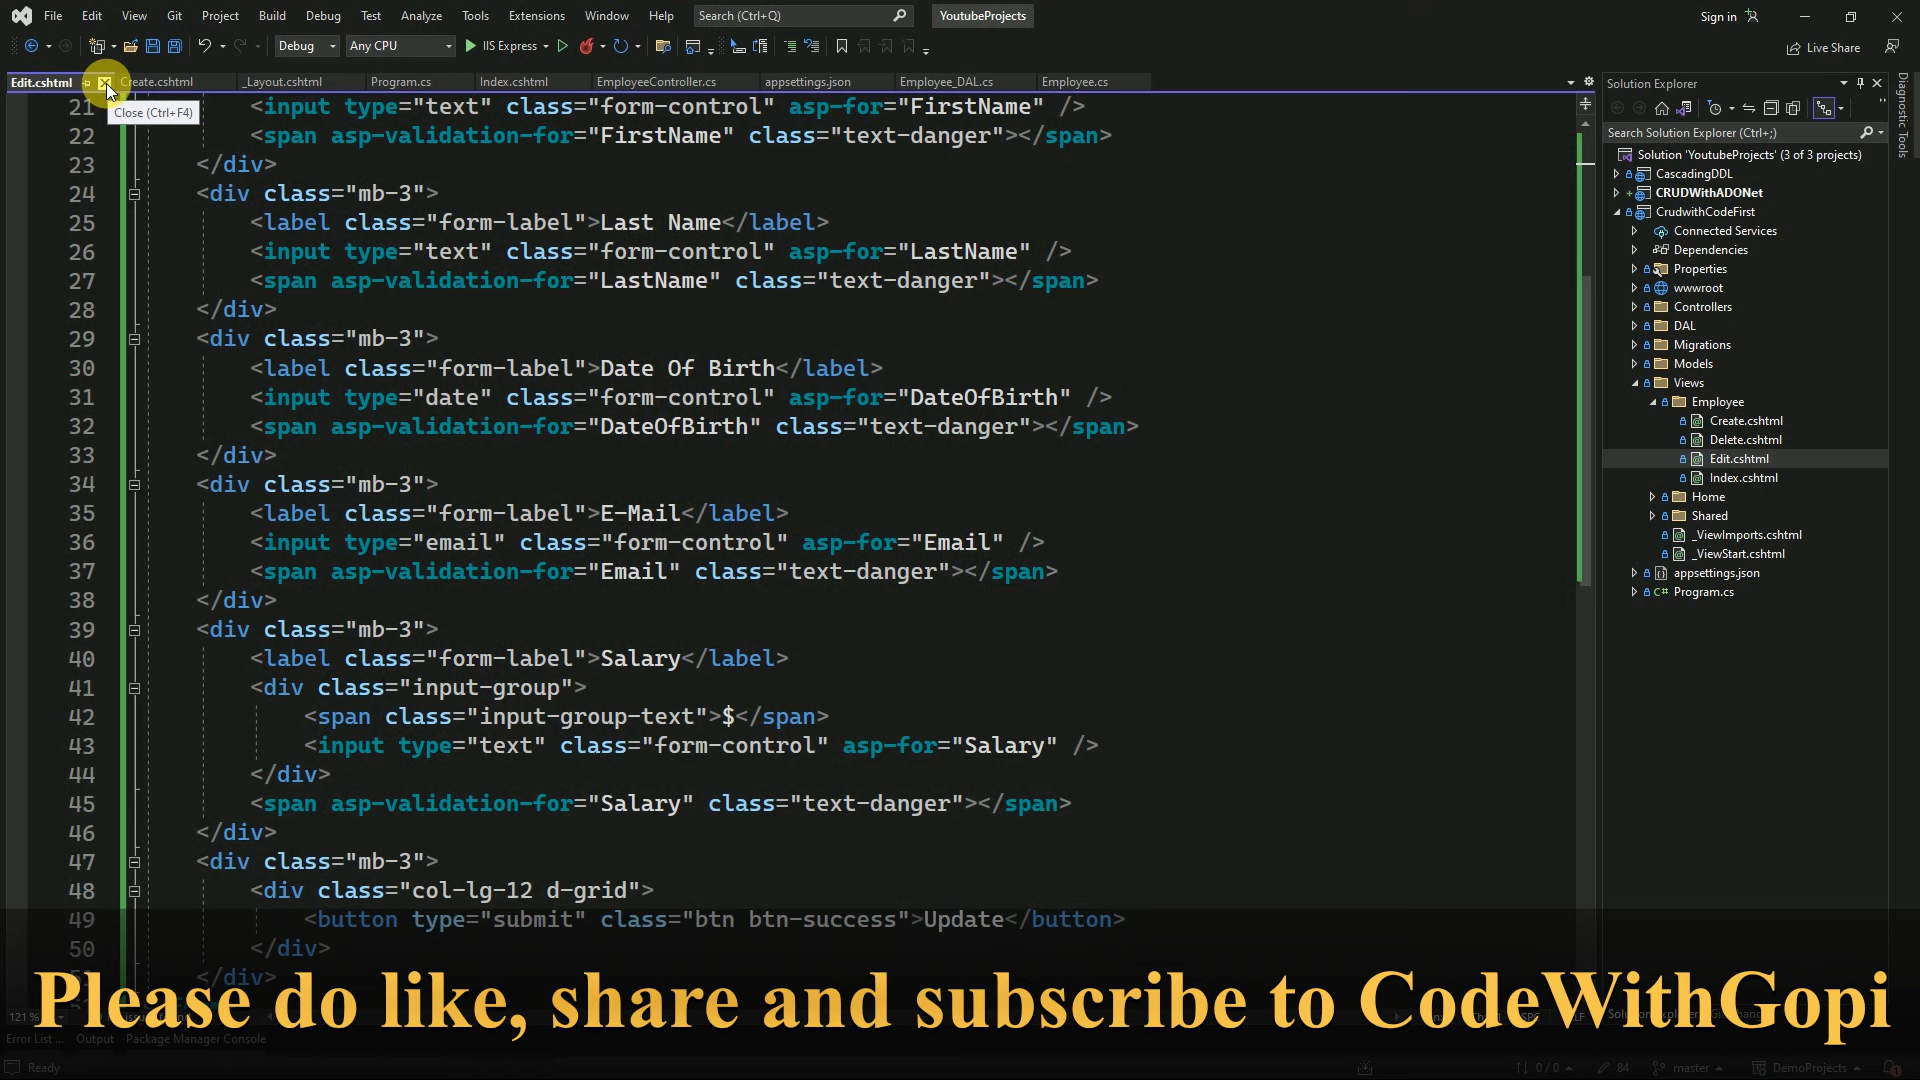 File Edit View Git Project Build Debug Test Analyze Tools Extensions Window Help Search (Ctrl+Q) YoutubeProjects Sign in
Debug Any CPU IIS Express Live Share
Edit.cshtml Create.cshtml _Layout.cshtml Program.cs Index.cshtml EmployeeController.cs appsettings.json Employee_DAL.cs Employee.cs
Close (Ctrl+F4)
21 <input type="text" class="form-control" asp-for="FirstName" />
22 <span asp-validation-for="FirstName" class="text-danger"></span>
23 </div>
24 <div class="mb-3">
25 <label class="form-label">Last Name</label>
26 <input type="text" class="form-control" asp-for="LastName" />
27 <span asp-validation-for="LastName" class="text-danger"></span>
28 </div>
29 <div class="mb-3">
30 <label class="form-label">Date Of Birth</label>
31 <input type="date" class="form-control" asp-for="DateOfBirth" />
32 <span asp-validation-for="DateOfBirth" class="text-danger"></span>
33 </div>
34 <div class="mb-3">
35 <label class="form-label">E-Mail</label>
36 <input type="email" class="form-control" asp-for="Email" />
37 <span asp-validation-for="Email" class="text-danger"></span>
38 </div>
39 <div class="mb-3">
40 <label class="form-label">Salary</label>
41 <div class="input-group">
42 <span class="input-group-text">$</span>
43 <input type="text" class="form-control" asp-for="Salary" />
44 </div>
45 <span asp-validation-for="Salary" class="text-danger"></span>
46 </div>
47 <div class="mb-3">
48 <div class="col-lg-12 d-grid">
49 <button type="submit" class="btn btn-success">Update</button>
50 </div>
</div>
Solution Explorer
Search Solution Explorer (Ctrl+;)
Solution 'YoutubeProjects' (3 of 3 projects)
CascadingDDL
CRUDWithADONet
CrudwithCodeFirst
Connected Services
Dependencies
Properties
wwwroot
Controllers
DAL
Migrations
Models
Views
Employee
Create.cshtml
Delete.cshtml
Edit.cshtml
Index.cshtml
Home
Shared
_ViewImports.cshtml
_ViewStart.cshtml
appsettings.json
Program.cs
Diagnostic Tools
Please do like, share and subscribe to CodeWithGopi
121 %
Error List ... Output Package Manager Console
Ready 0 / 0 84 master DemoProjects